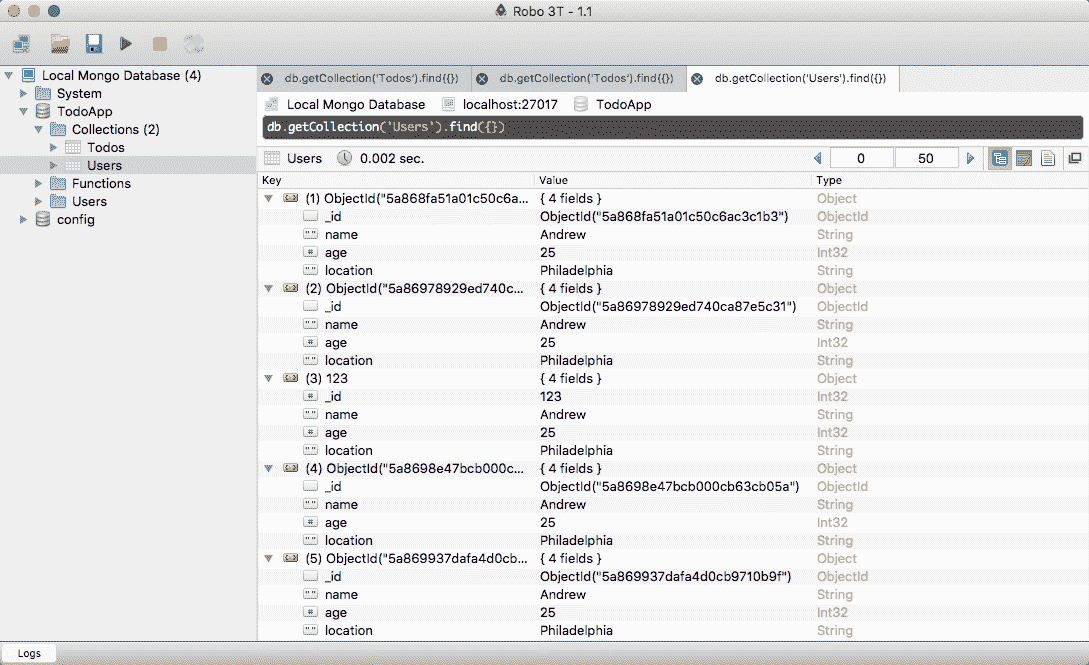 Robo 3T - 1.1
Local Mongo Database (4)
System
TodoApp
Collections (2)
Todos
Users
Functions
Users
config
db.getCollection('Todos').find({}) db.getCollection('Todos').find({}) db.getCollection('Users').find({})
Local Mongo Database localhost:27017 TodoApp
db.getCollection('Users').find({})
Users 0.002 sec. 0 50
Key Value Type
(1) ObjectId("5a868fa51a01c50c6a... { 4 fields } Object
_id ObjectId("5a868fa51a01c50c6ac3c1b3") ObjectId
name Andrew String
age 25 Int32
location Philadelphia String
(2) ObjectId("5a86978929ed740c... { 4 fields } Object
_id ObjectId("5a86978929ed740ca87e5c31") ObjectId
name Andrew String
age 25 Int32
location Philadelphia String
(3) 123 { 4 fields } Object
_id 123 Int32
name Andrew String
age 25 Int32
location Philadelphia String
(4) ObjectId("5a8698e47bcb000c... { 4 fields } Object
_id ObjectId("5a8698e47bcb000cb63cb05a") ObjectId
name Andrew String
age 25 Int32
location Philadelphia String
(5) ObjectId("5a869937dafa4d0cb... { 4 fields } Object
_id ObjectId("5a869937dafa4d0cb9710b9f") ObjectId
name Andrew String
age 25 Int32
location Philadelphia String
Logs